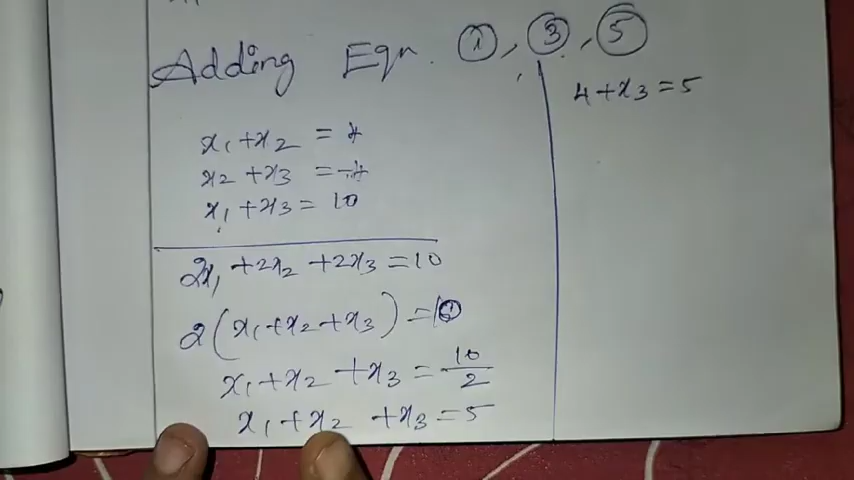 Adding Eqn. ①, ③, ⑤
x₁ + x₂ = 4
x₂ + x₃ = -4
x₁ + x₃ = 10
2x₁ + 2x₂ + 2x₃ = 10
2(x₁ + x₂ + x₃) = 10
x₁ + x₂ + x₃ = 10/2
x₁ + x₂ + x₃ = 5
4 + x₃ = 5